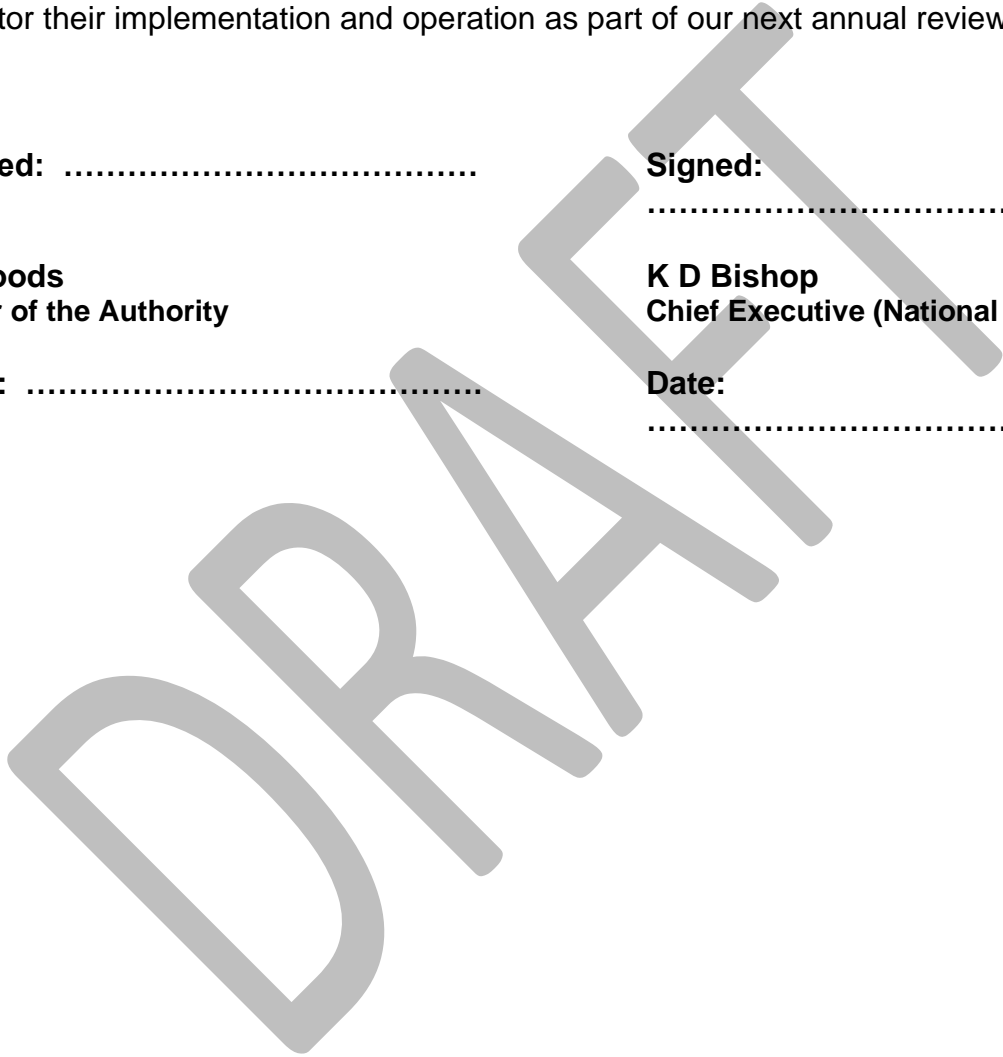 tor their implementation and operation as part of our next annual review
ed: ………………………………… Signed:
……………………………
oods K D Bishop
r of the Authority Chief Executive (National
: ……………………………………. Date:
……………………………
DRAFT